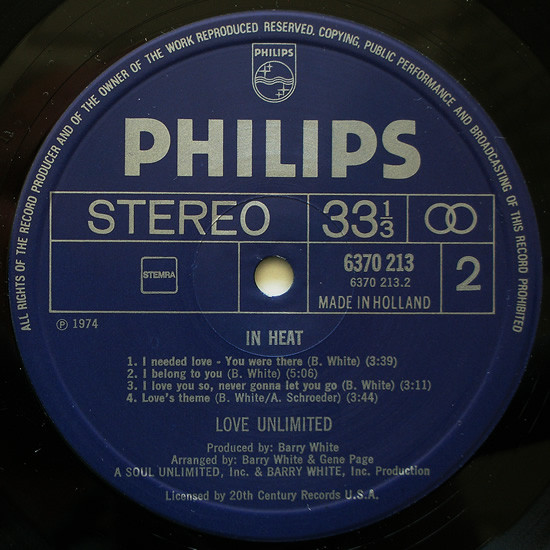 ALL RIGHTS OF THE RECORD PRODUCER AND OF THE OWNER OF THE WORK REPRODUCED RESERVED. COPYING, PUBLIC PERFORMANCE AND BROADCASTING OF THIS RECORD PROHIBITED
PHILIPS
PHILIPS
STEREO 33 1/3
STEMRA
6370 213
6370 213.2
MADE IN HOLLAND
2
℗ 1974
IN HEAT
1. I needed love - You were there (B. White) (3:39)
2. I belong to you (B. White) (5:06)
3. I love you so, never gonna let you go (B. White) (3:11)
4. Love's theme (B. White/A. Schroeder) (3:44)
LOVE UNLIMITED
Produced by: Barry White
Arranged by: Barry White & Gene Page
A SOUL UNLIMITED, Inc. & BARRY WHITE, Inc. Production
Licensed by 20th Century Records U.S.A.